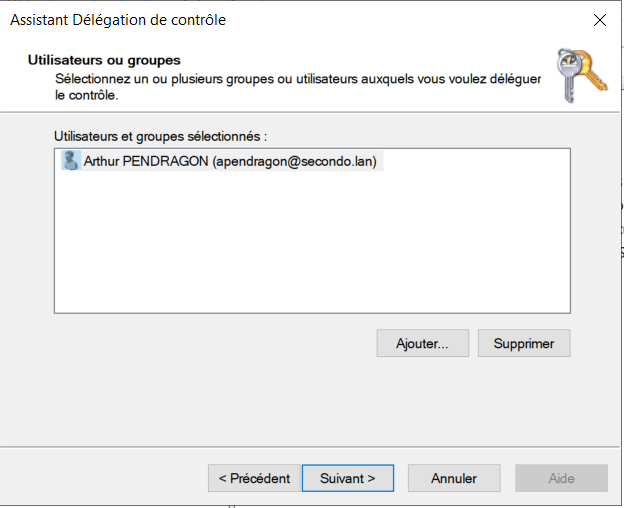 Assistant Délégation de contrôle
Utilisateurs ou groupes
Sélectionnez un ou plusieurs groupes ou utilisateurs auxquels vous voulez déléguer
le contrôle.
Utilisateurs et groupes sélectionnés :
Arthur PENDRAGON (apendragon@secondo.lan)
Ajouter...
Supprimer
< Précédent
Suivant >
Annuler
Aide